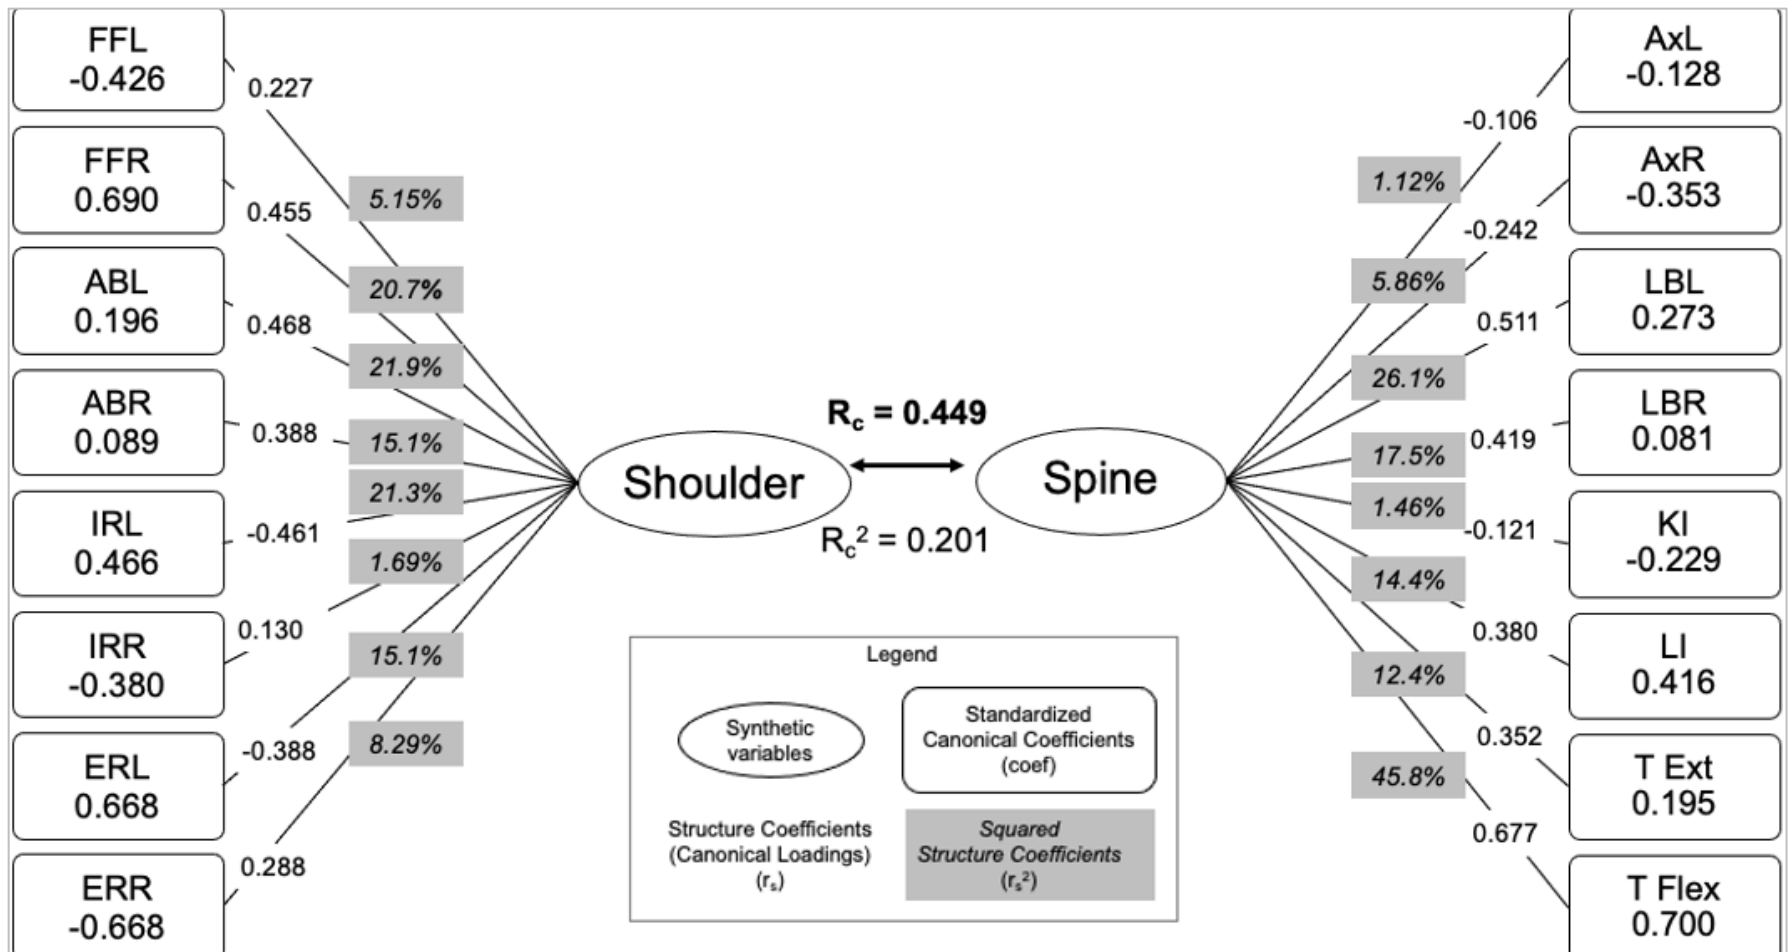 FFL
-0.426
0.227
FFR
0.690
0.455
ABL
0.196
0.468
ABR
0.089
0.388
IRL
0.466
-0.461
IRR
-0.380
0.130
ERL
0.668
-0.388
ERR
-0.668
0.288
5.15%
20.7%
21.9%
15.1%
21.3%
1.69%
15.1%
8.29%
Shoulder
R_c = 0.449
R_c² = 0.201
Spine
1.12%
5.86%
26.1%
17.5%
1.46%
14.4%
12.4%
45.8%
-0.106
AxL
-0.128
-0.242
AxR
-0.353
0.511
LBL
0.273
0.419
LBR
0.081
-0.121
KI
-0.229
0.380
LI
0.416
0.352
T Ext
0.195
0.677
T Flex
0.700
Legend
Synthetic
variables
Standardized
Canonical Coefficients
(coef)
Structure Coefficients
(Canonical Loadings)
(r_s)
Squared
Structure Coefficients
(r_s²)